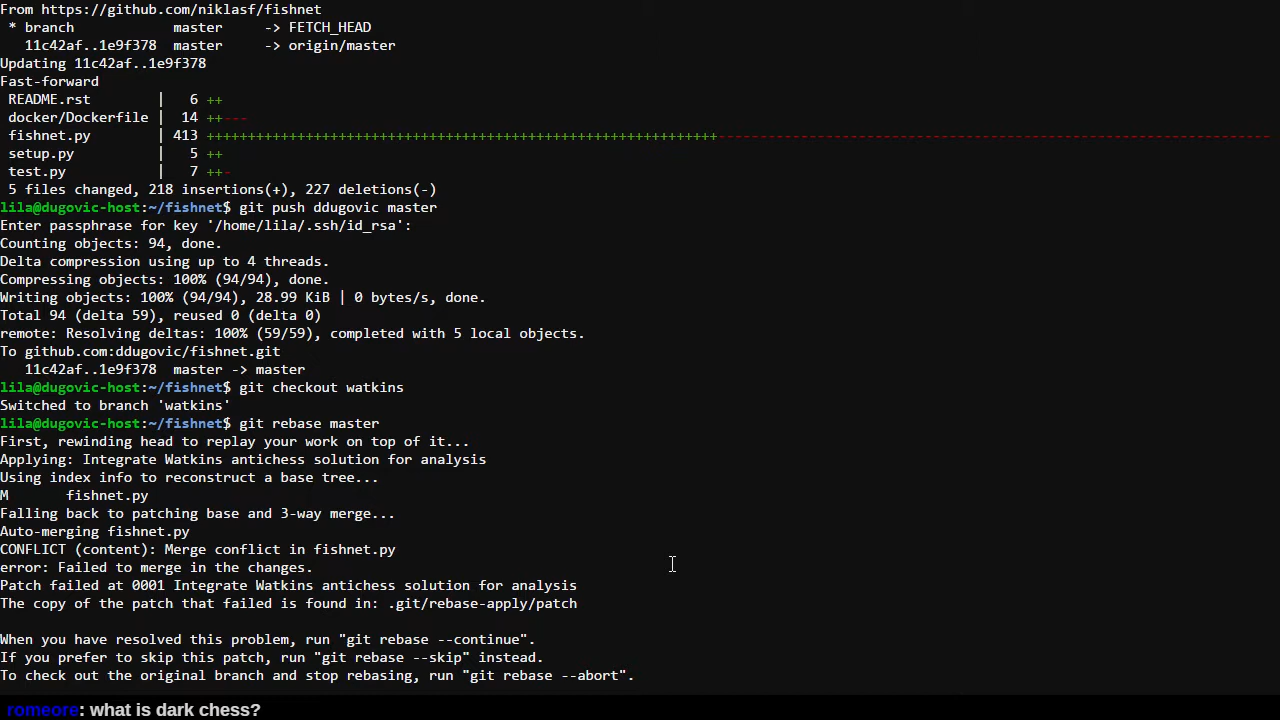 From https://github.com/niklasf/fishnet
 * branch            master     -> FETCH_HEAD
   11c42af..1e9f378  master     -> origin/master
Updating 11c42af..1e9f378
Fast-forward
 README.rst        |   6 ++
 docker/Dockerfile |  14 ++---
 fishnet.py        | 413 ++++++++++++++++++++++++++++++++++++++++++++++++++++++++++++++-------------------------------------------------------------------
 setup.py          |   5 ++
 test.py           |   7 ++-
 5 files changed, 218 insertions(+), 227 deletions(-)
lila@dugovic-host:~/fishnet$ git push ddugovic master
Enter passphrase for key '/home/lila/.ssh/id_rsa':
Counting objects: 94, done.
Delta compression using up to 4 threads.
Compressing objects: 100% (94/94), done.
Writing objects: 100% (94/94), 28.99 KiB | 0 bytes/s, done.
Total 94 (delta 59), reused 0 (delta 0)
remote: Resolving deltas: 100% (59/59), completed with 5 local objects.
To github.com:ddugovic/fishnet.git
   11c42af..1e9f378  master -> master
lila@dugovic-host:~/fishnet$ git checkout watkins
Switched to branch 'watkins'
lila@dugovic-host:~/fishnet$ git rebase master
First, rewinding head to replay your work on top of it...
Applying: Integrate Watkins antichess solution for analysis
Using index info to reconstruct a base tree...
M       fishnet.py
Falling back to patching base and 3-way merge...
Auto-merging fishnet.py
CONFLICT (content): Merge conflict in fishnet.py
error: Failed to merge in the changes.
Patch failed at 0001 Integrate Watkins antichess solution for analysis
The copy of the patch that failed is found in: .git/rebase-apply/patch
When you have resolved this problem, run "git rebase --continue".
If you prefer to skip this patch, run "git rebase --skip" instead.
To check out the original branch and stop rebasing, run "git rebase --abort".
romeore: what is dark chess?